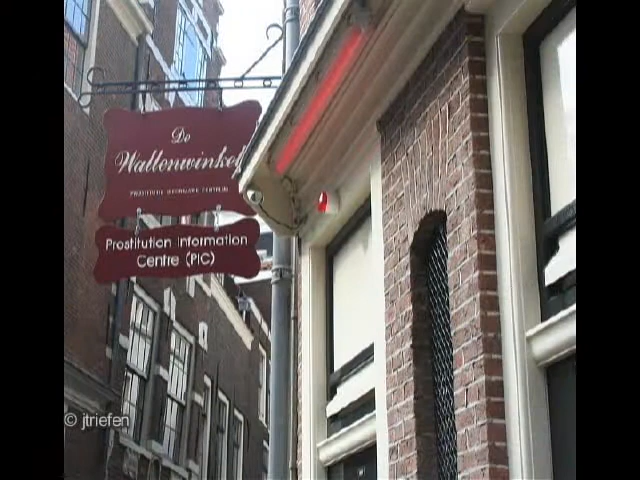 De
Wallenwinkel
Prostitution Information
Centre (PIC)
© jtriefen